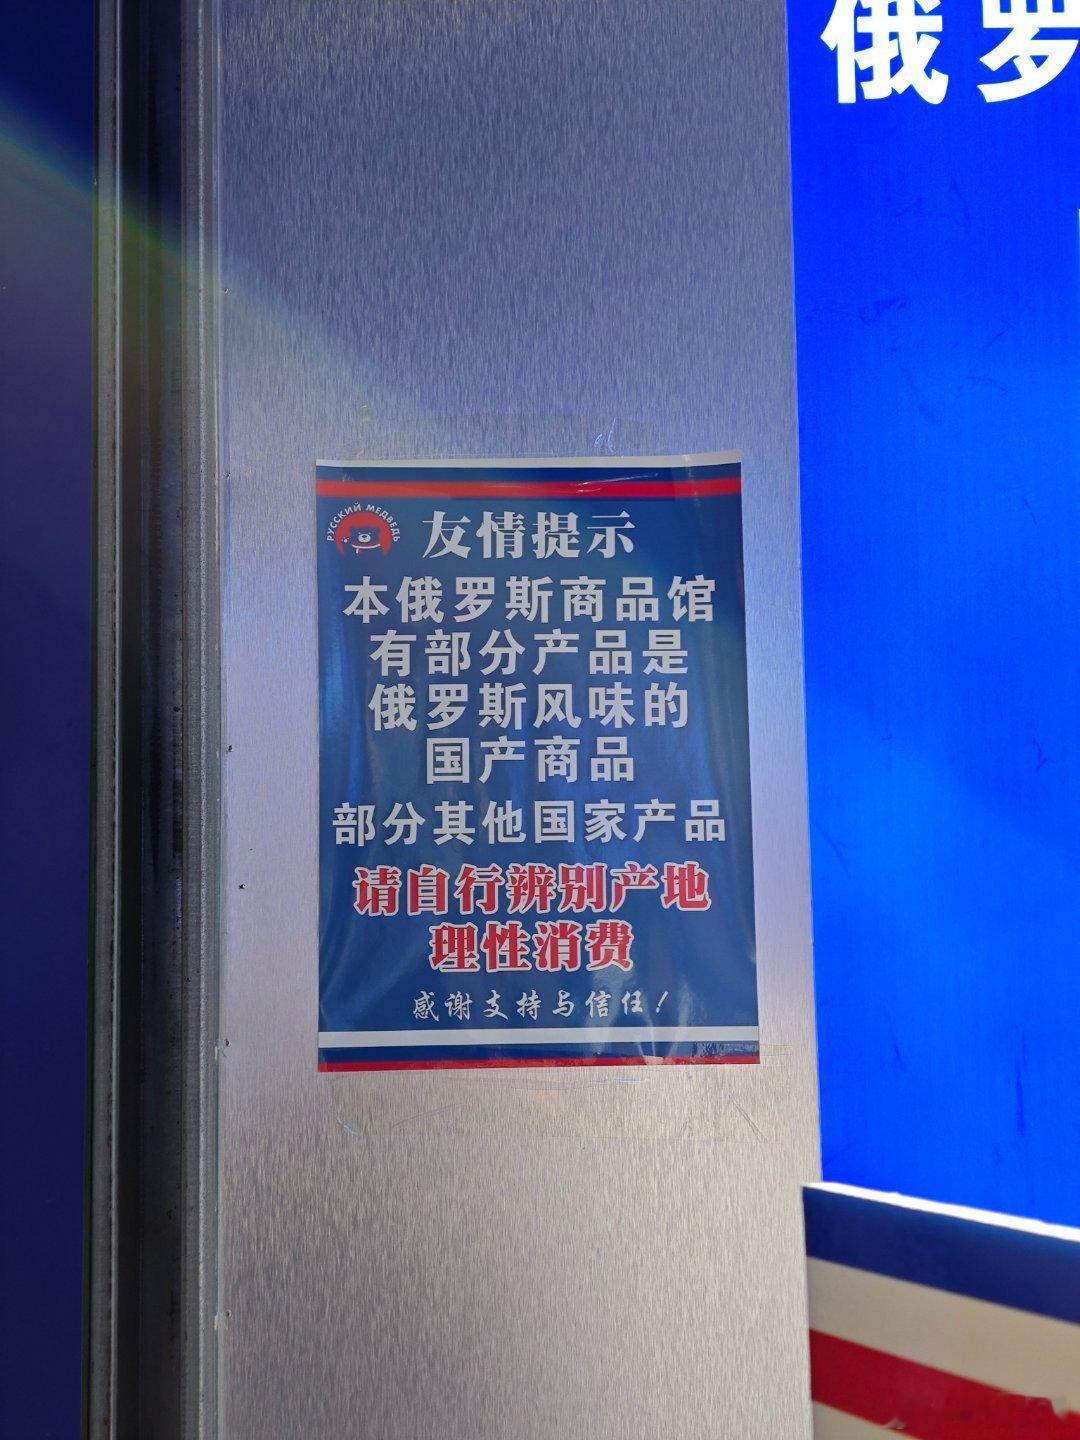 俄罗
РУССКИЙ МЕДВЕДЬ
友情提示
本俄罗斯商品馆
有部分产品是
俄罗斯风味的
国产商品
部分其他国家产品
请自行辨别产地
理性消费
感谢支持与信任！